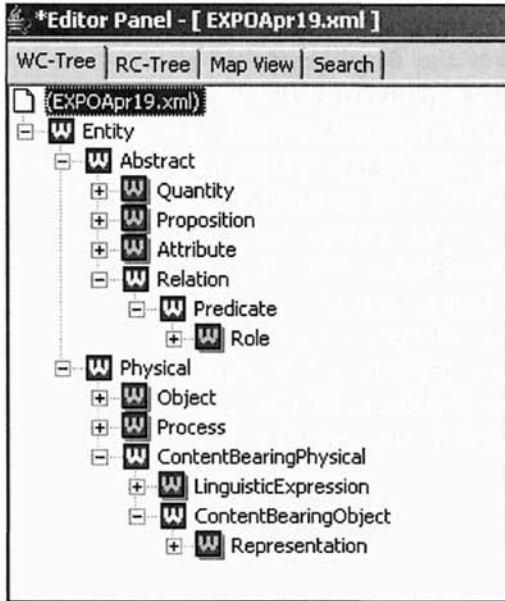 *Editor Panel - [ EXPOApr19.xml ]
WC-Tree RC-Tree Map View Search
(EXPOApr19.xml)
W Entity
W Abstract
W Quantity
W Proposition
W Attribute
W Relation
W Predicate
W Role
W Physical
W Object
W Process
W ContentBearingPhysical
W LinguisticExpression
W ContentBearingObject
W Representation